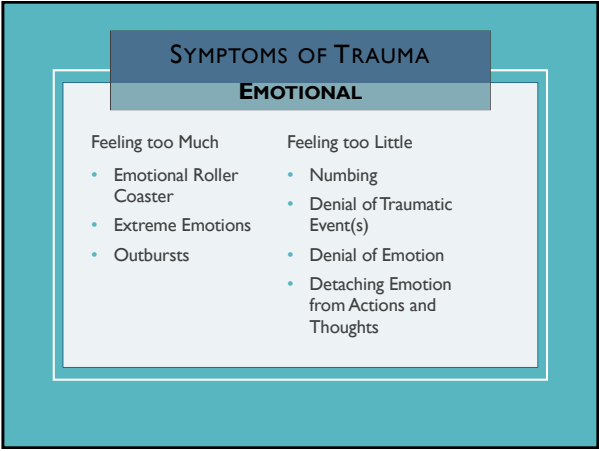 SYMPTOMS OF TRAUMA
EMOTIONAL
Feeling too Much
• Emotional Roller
Coaster
• Extreme Emotions
• Outbursts
Feeling too Little
• Numbing
• Denial of Traumatic
Event(s)
• Denial of Emotion
• Detaching Emotion
from Actions and
Thoughts